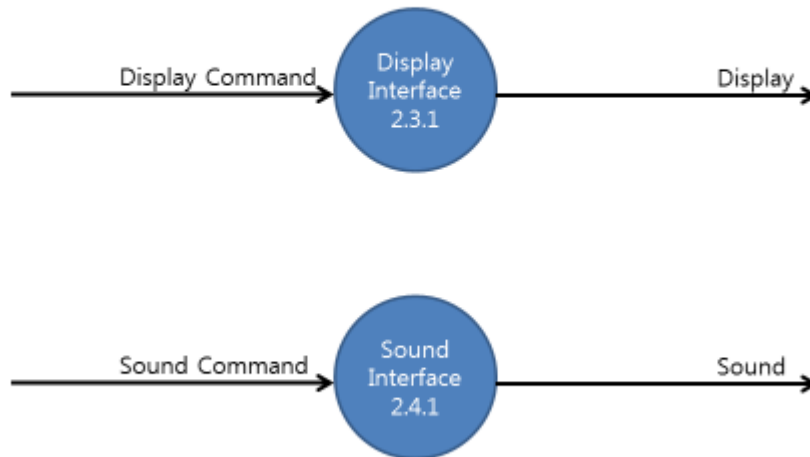 Display Command
Display
Interface
2.3.1
Display
Sound Command
Sound
Interface
2.4.1
Sound